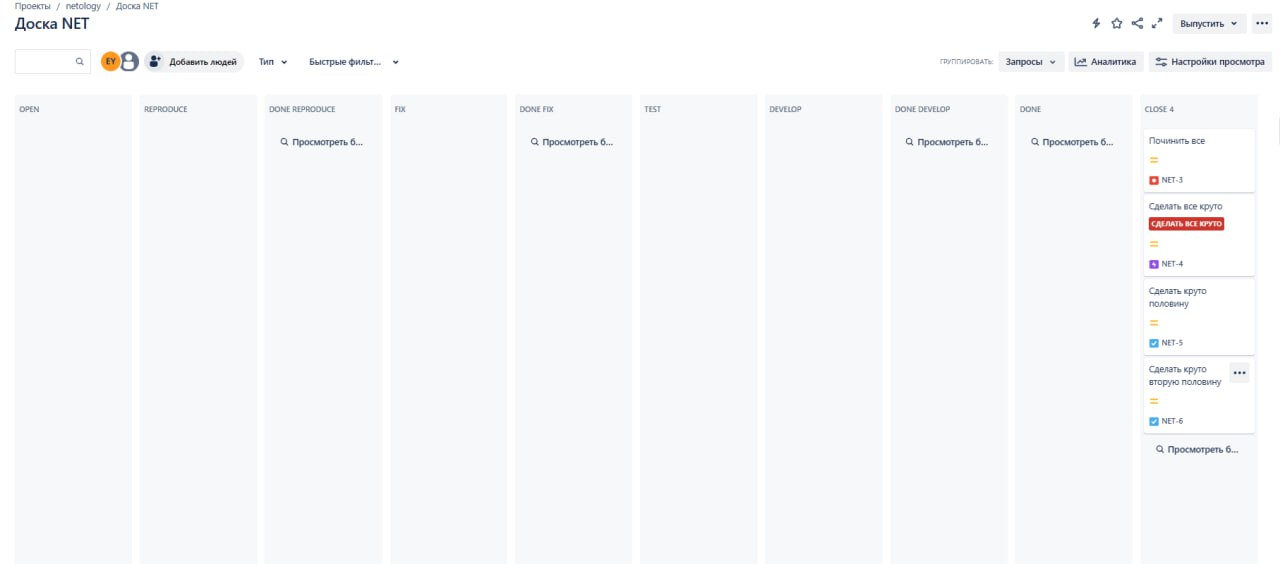 Проекты / netology / Доска NET
Доска NET
Выпустить
EY
Добавить людей
Тип
Быстрые фильт...
ГРУППИРОВАТЬ:
Запросы
Аналитика
Настройки просмотра
OPEN
REPRODUCE
DONE REPRODUCE
FIX
DONE FIX
TEST
DEVELOP
DONE DEVELOP
DONE
CLOSE 4
Просмотреть б...
Просмотреть б...
Просмотреть б...
Просмотреть б...
Починить все
NET-3
Сделать все круто
СДЕЛАТЬ ВСЕ КРУТО
NET-4
Сделать круто
половину
NET-5
Сделать круто
вторую половину
NET-6
Просмотреть б...